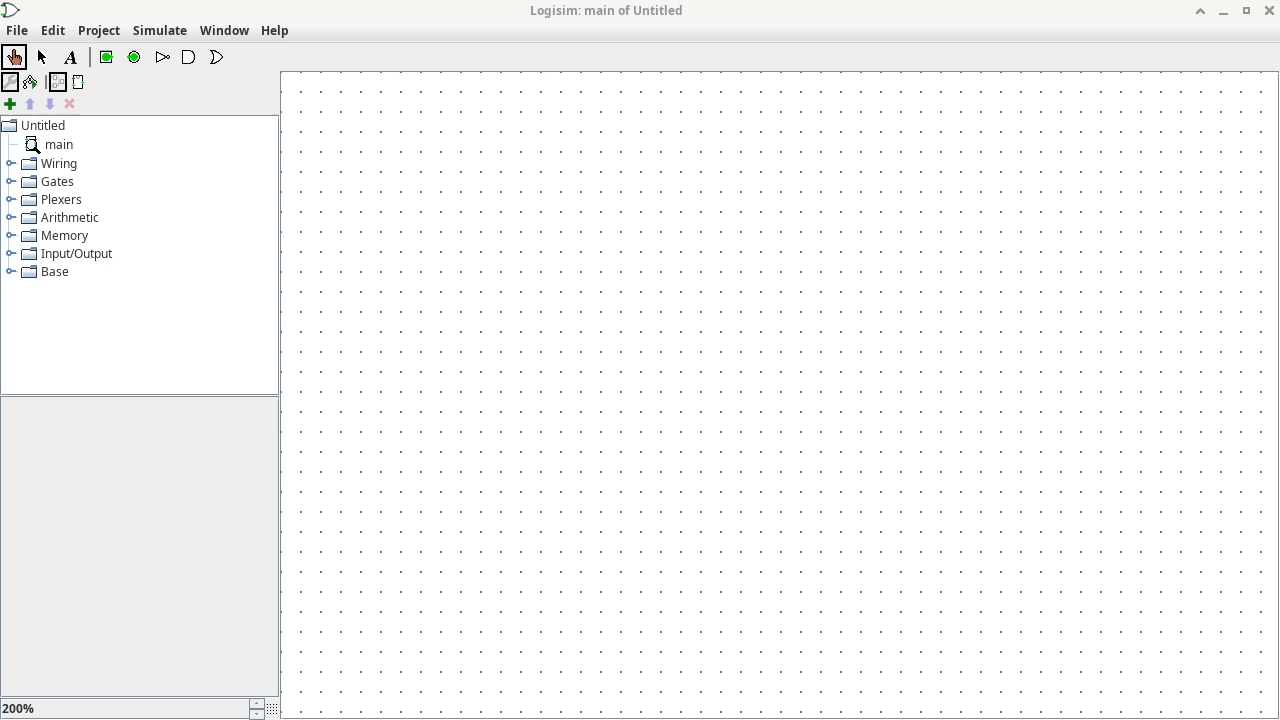 Logisim: main of Untitled
File Edit Project Simulate Window Help
A
Untitled
main
Wiring
Gates
Plexers
Arithmetic
Memory
Input/Output
Base
200%